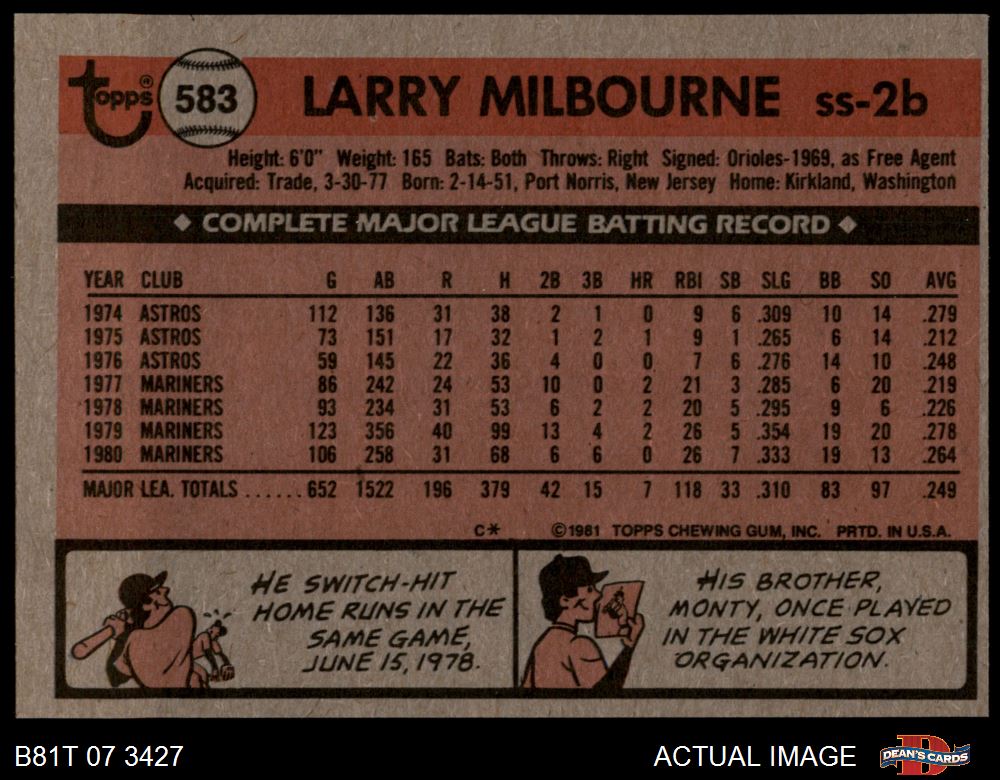 Topps® 583 LARRY MILBOURNE ss-2b
Height: 6'0" Weight: 165 Bats: Both Throws: Right Signed: Orioles-1969, as Free Agent
Acquired: Trade, 3-30-77 Born: 2-14-51, Port Norris, New Jersey Home: Kirkland, Washington
◆ COMPLETE MAJOR LEAGUE BATTING RECORD ◆
YEAR CLUB G AB R H 2B 3B HR RBI SB SLG BB SO AVG
1974 ASTROS 112 136 31 38 2 1 0 9 6 .309 10 14 .279
1975 ASTROS 73 151 17 32 1 2 1 9 1 .265 6 14 .212
1976 ASTROS 59 145 22 36 4 0 0 7 6 .276 14 10 .248
1977 MARINERS 86 242 24 53 10 0 2 21 3 .285 6 20 .219
1978 MARINERS 93 234 31 53 6 2 2 20 5 .295 9 6 .226
1979 MARINERS 123 356 40 99 13 4 2 26 5 .354 19 20 .278
1980 MARINERS 106 258 31 68 6 6 0 26 7 .333 19 13 .264
MAJOR LEA. TOTALS ...... 652 1522 196 379 42 15 7 118 33 .310 83 97 .249
C* ©1981 TOPPS CHEWING GUM, INC. PRTD. IN U.S.A.
HE SWITCH-HIT
HOME RUNS IN THE
SAME GAME,
JUNE 15, 1978.
HIS BROTHER,
MONTY, ONCE PLAYED
IN THE WHITE SOX
ORGANIZATION.
B81T 07 3427 ACTUAL IMAGE DEAN'S CARDS